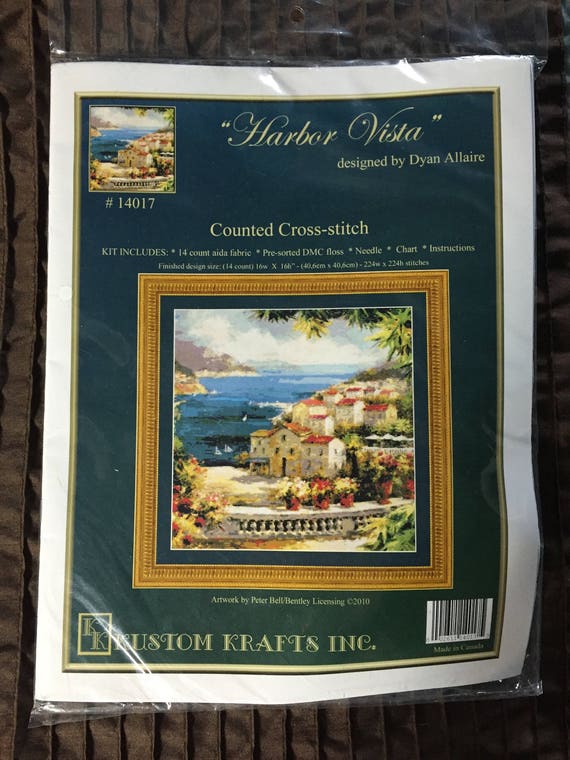 "Harbor Vista"
designed by Dyan Allaire
# 14017
Counted Cross-stitch
KIT INCLUDES: * 14 count aida fabric * Pre-sorted DMC floss * Needle * Chart * Instructions
Finished design size: (14 count) 16w X 16h" - (40,6cm x 40,6cm) - 224w x 224h stitches
Artwork by Peter Bell/Bentley Licensing ©2010
KK KUSTOM KRAFTS INC.
Made in Canada